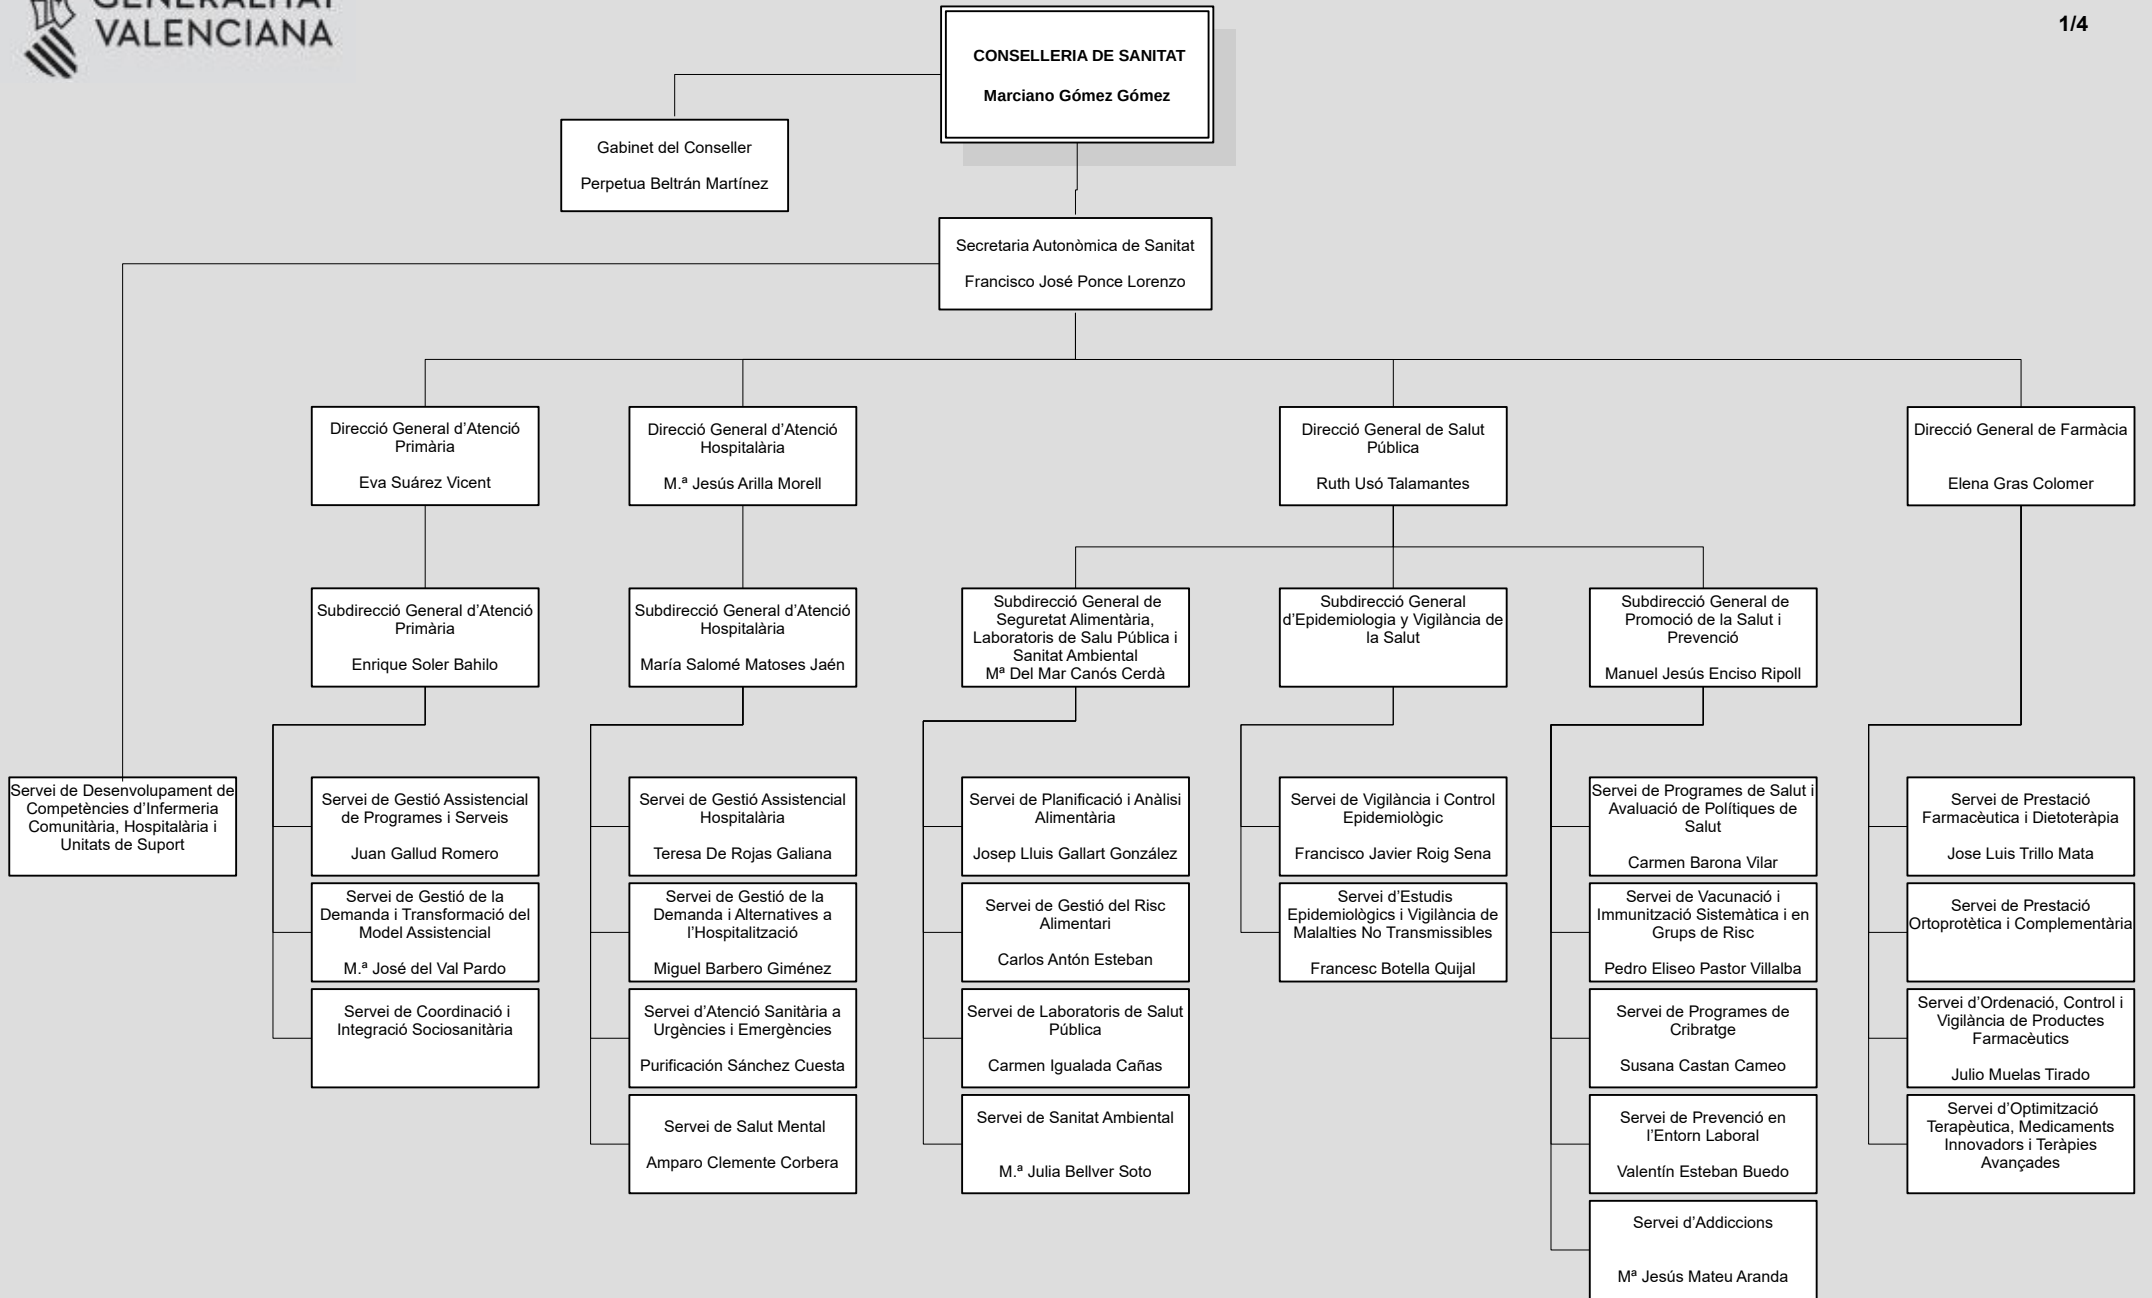 GENERALITAT
VALENCIANA
1/4
CONSELLERIA DE SANITAT
Marciano Gómez Gómez
Gabinet del Conseller
Perpetua Beltrán Martínez
Secretaria Autonòmica de Sanitat
Francisco José Ponce Lorenzo
Direcció General d’Atenció
Primària
Eva Suárez Vicent
Direcció General d’Atenció
Hospitalària
M.ª Jesús Arilla Morell
Direcció General de Salut
Pública
Ruth Usó Talamantes
Direcció General de Farmàcia
Elena Gras Colomer
Subdirecció General d’Atenció
Primària
Enrique Soler Bahilo
Subdirecció General d’Atenció
Hospitalària
María Salomé Matoses Jaén
Subdirecció General de
Seguretat Alimentària,
Laboratoris de Salu Pública i
Sanitat Ambiental
Mª Del Mar Canós Cerdà
Subdirecció General
d’Epidemiologia y Vigilància de
la Salut
Subdirecció General de
Promoció de la Salut i
Prevenció
Manuel Jesús Enciso Ripoll
Servei de Desenvolupament de
Competències d’Infermeria
Comunitària, Hospitalària i
Unitats de Suport
Servei de Gestió Assistencial
de Programes i Serveis
Juan Gallud Romero
Servei de Gestió de la
Demanda i Transformació del
Model Assistencial
M.ª José del Val Pardo
Servei de Coordinació i
Integració Sociosanitària
Servei de Gestió Assistencial
Hospitalària
Teresa De Rojas Galiana
Servei de Gestió de la
Demanda i Alternatives a
l’Hospitalització
Miguel Barbero Giménez
Servei d’Atenció Sanitària a
Urgències i Emergències
Purificación Sánchez Cuesta
Servei de Salut Mental
Amparo Clemente Corbera
Servei de Planificació i Anàlisi
Alimentària
Josep Lluis Gallart González
Servei de Gestió del Risc
Alimentari
Carlos Antón Esteban
Servei de Laboratoris de Salut
Pública
Carmen Igualada Cañas
Servei de Sanitat Ambiental
M.ª Julia Bellver Soto
Servei de Vigilància i Control
Epidemiològic
Francisco Javier Roig Sena
Servei d’Estudis
Epidemiològics i Vigilància de
Malalties No Transmissibles
Francesc Botella Quijal
Servei de Programes de Salut i
Avaluació de Polítiques de
Salut
Carmen Barona Vilar
Servei de Vacunació i
Immunització Sistemàtica i en
Grups de Risc
Pedro Eliseo Pastor Villalba
Servei de Programes de
Cribratge
Susana Castan Cameo
Servei de Prevenció en
l’Entorn Laboral
Valentín Esteban Buedo
Servei d’Addiccions
Mª Jesús Mateu Aranda
Servei de Prestació
Farmacèutica i Dietoteràpia
Jose Luis Trillo Mata
Servei de Prestació
Ortoprotètica i Complementària
Servei d’Ordenació, Control i
Vigilància de Productes
Farmacèutics
Julio Muelas Tirado
Servei d’Optimització
Terapèutica, Medicaments
Innovadors i Teràpies
Avançades